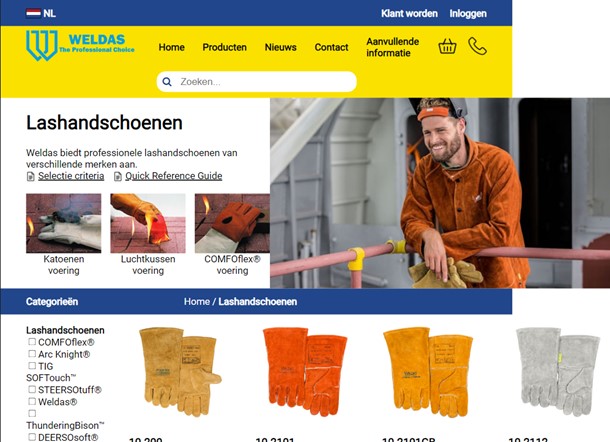 NL
Klant worden Inloggen
WELDAS
The Professional Choice
Home Producten Nieuws Contact Aanvullende informatie
Zoeken...
Lashandschoenen
Weldas biedt professionele lashandschoenen van
verschillende merken aan.
Selectie criteria Quick Reference Guide
Katoenen voering
Luchtkussen voering
COMFOflex® voering
Categorieën
Home / Lashandschoenen
Lashandschoenen
COMFOflex®
Arc Knight®
TIG
SOFTouch™
STEERSOtuff®
Weldas®
ThunderingBison™
DEERSOsoft®
10-200 10-2101 10-2101GB 10-2112